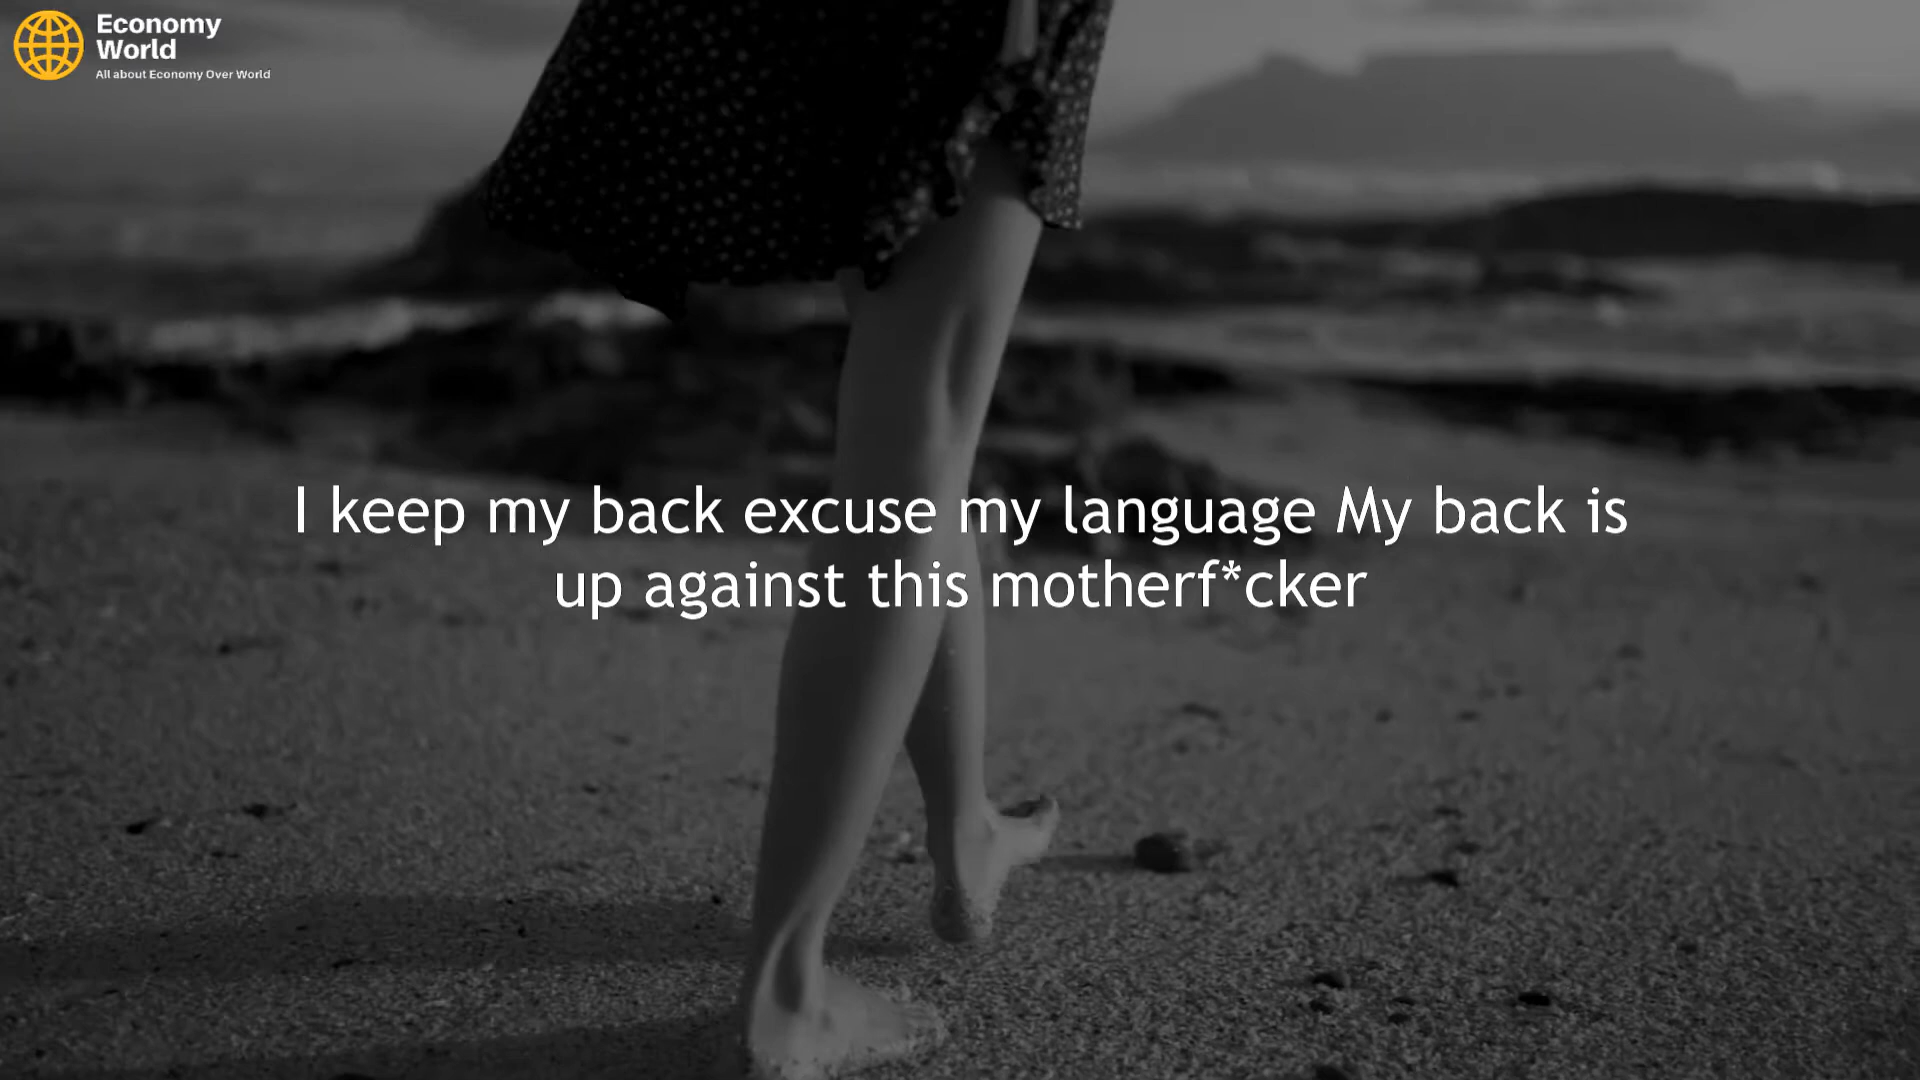 Economy
World
All about Economy Over World
I keep my back excuse my language My back is
up against this motherf*cker